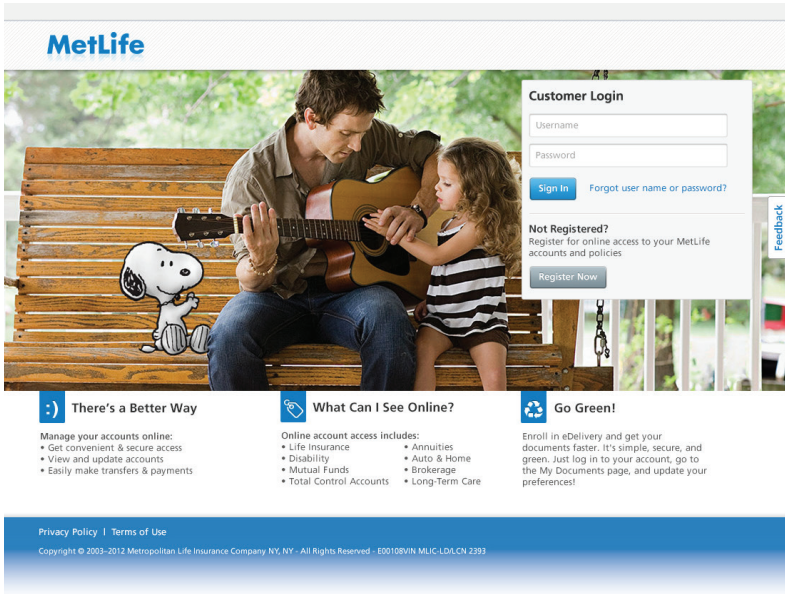 MetLife
Customer Login
Username
Password
Sign In
Forgot user name or password?
Not Registered?
Register for online access to your MetLife
accounts and policies
Register Now
Feedback
:)
There's a Better Way
Manage your accounts online:
• Get convenient & secure access
• View and update accounts
• Easily make transfers & payments
What Can I See Online?
Online account access includes:
• Life Insurance
• Disability
• Mutual Funds
• Total Control Accounts
• Annuities
• Auto & Home
• Brokerage
• Long-Term Care
Go Green!
Enroll in eDelivery and get your
documents faster. It's simple, secure, and
green. Just log in to your account, go to
the My Documents page, and update your
preferences!
Privacy Policy | Terms of Use
Copyright © 2003–2012 Metropolitan Life Insurance Company NY, NY - All Rights Reserved - E00108VIN MLIC-LD/LCN 2393